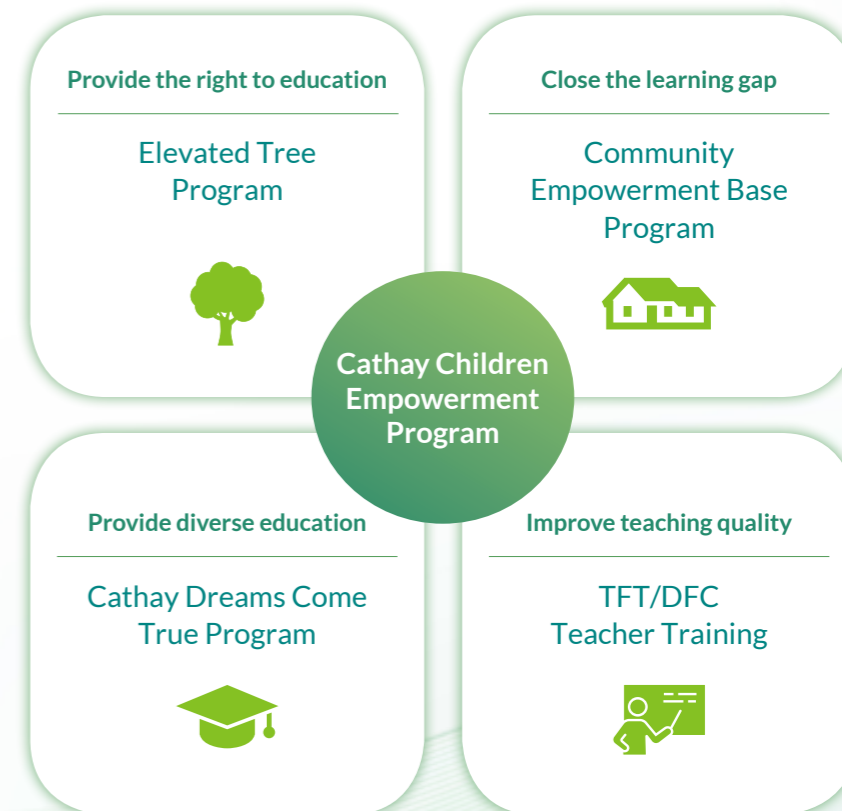 Provide the right to education
Elevated Tree
Program
Close the learning gap
Community
Empowerment Base
Program
Cathay Children
Empowerment
Program
Provide diverse education
Cathay Dreams Come
True Program
Improve teaching quality
TFT/DFC
Teacher Training